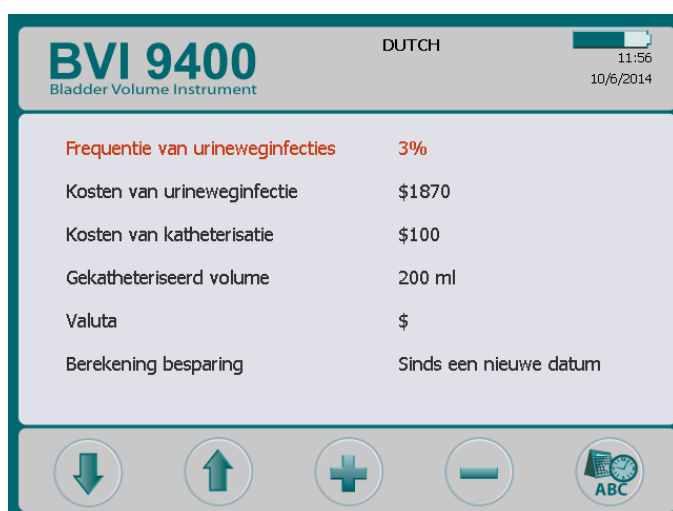 BVI 9400
Bladder Volume Instrument
DUTCH
11:56
10/6/2014
Frequentie van urineweginfecties 3%
Kosten van urineweginfectie $1870
Kosten van katheterisatie $100
Gekatheteriseerd volume 200 ml
Valuta $
Berekening besparing Sinds een nieuwe datum
ABC